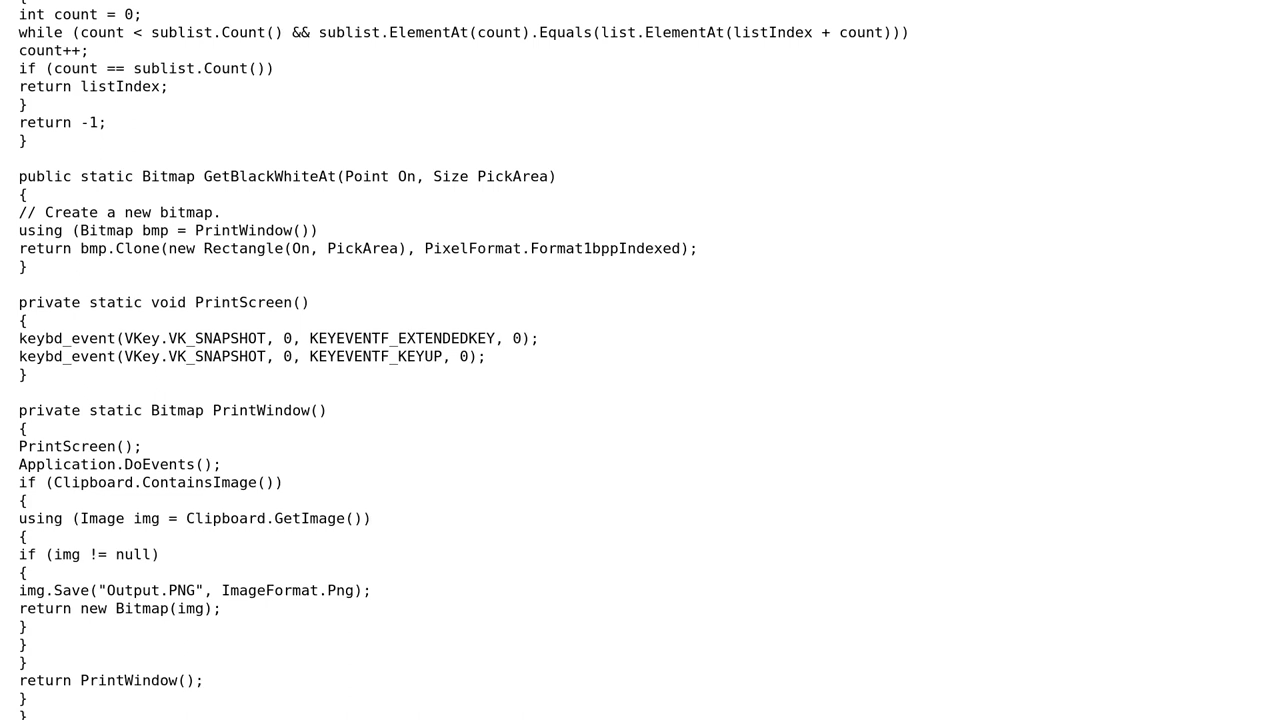 {
int count = 0;
while (count < sublist.Count() && sublist.ElementAt(count).Equals(list.ElementAt(listIndex + count)))
count++;
if (count == sublist.Count())
return listIndex;
}
return -1;
}

public static Bitmap GetBlackWhiteAt(Point On, Size PickArea)
{
// Create a new bitmap.
using (Bitmap bmp = PrintWindow())
return bmp.Clone(new Rectangle(On, PickArea), PixelFormat.Format1bppIndexed);
}

private static void PrintScreen()
{
keybd_event(VKey.VK_SNAPSHOT, 0, KEYEVENTF_EXTENDEDKEY, 0);
keybd_event(VKey.VK_SNAPSHOT, 0, KEYEVENTF_KEYUP, 0);
}

private static Bitmap PrintWindow()
{
PrintScreen();
Application.DoEvents();
if (Clipboard.ContainsImage())
{
using (Image img = Clipboard.GetImage())
{
if (img != null)
{
img.Save("Output.PNG", ImageFormat.Png);
return new Bitmap(img);
}
}
}
return PrintWindow();
}
}